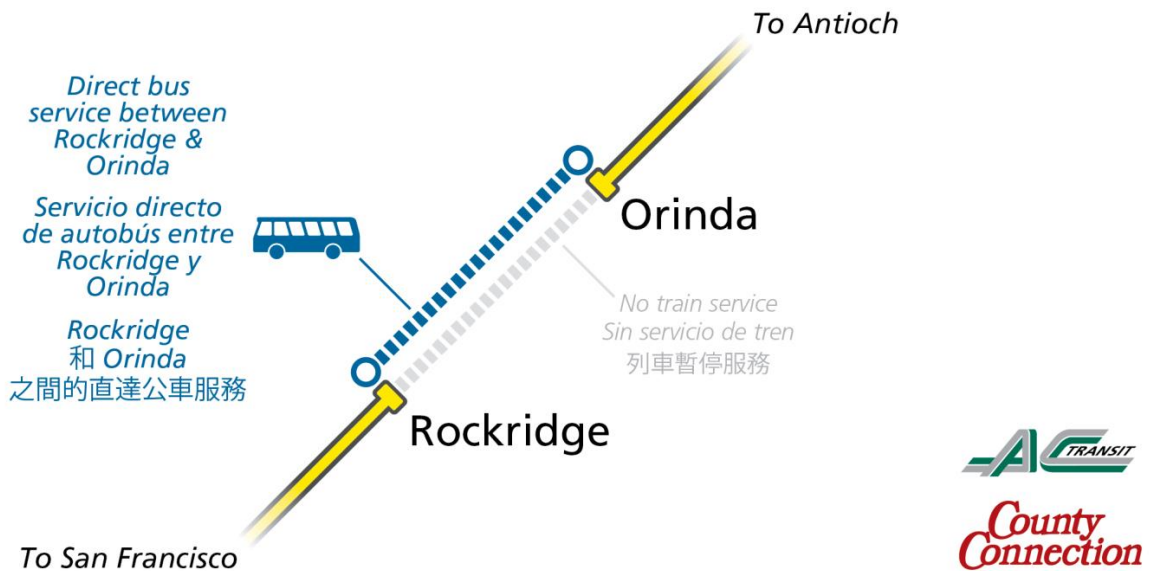 To Antioch
Direct bus
service between
Rockridge &
Orinda
Servicio directo
de autobús entre
Rockridge y
Orinda
Rockridge
和 Orinda
之間的直達公車服務
Orinda
No train service
Sin servicio de tren
列車暫停服務
Rockridge
To San Francisco
AC TRANSIT
County
Connection